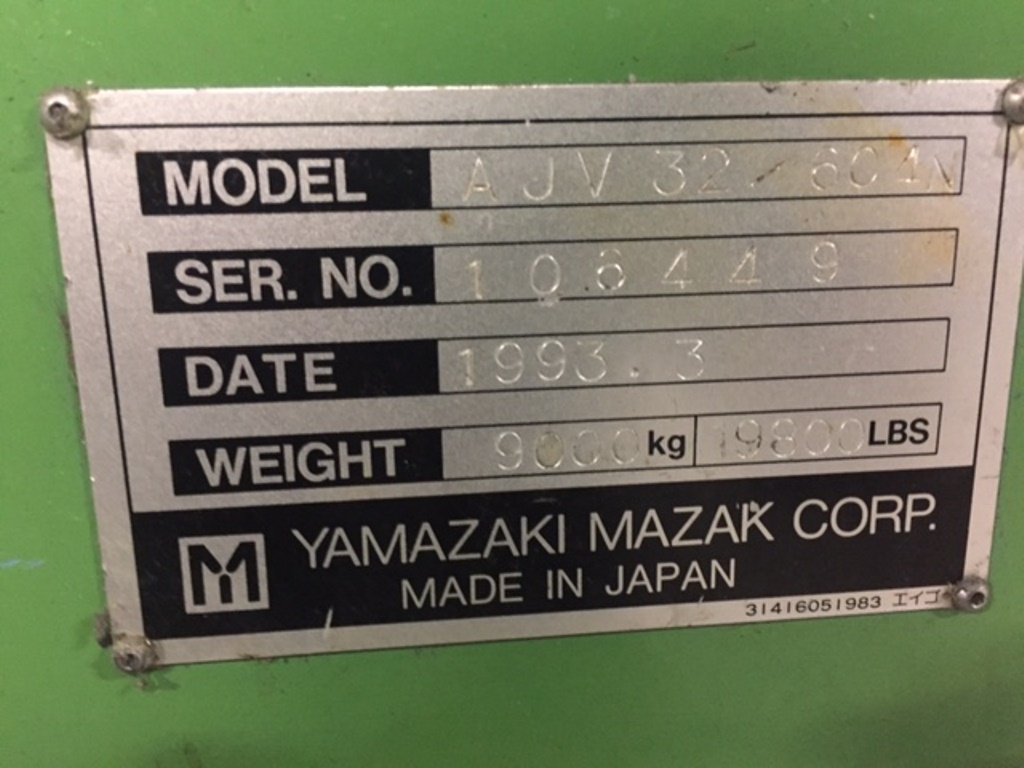 MODEL AJV 32/604N
SER. NO. 106449
DATE 1993.3
WEIGHT 9000 kg 19800 LBS
YAMAZAKI MAZAK CORP.
MADE IN JAPAN
31416051983 エイゴ